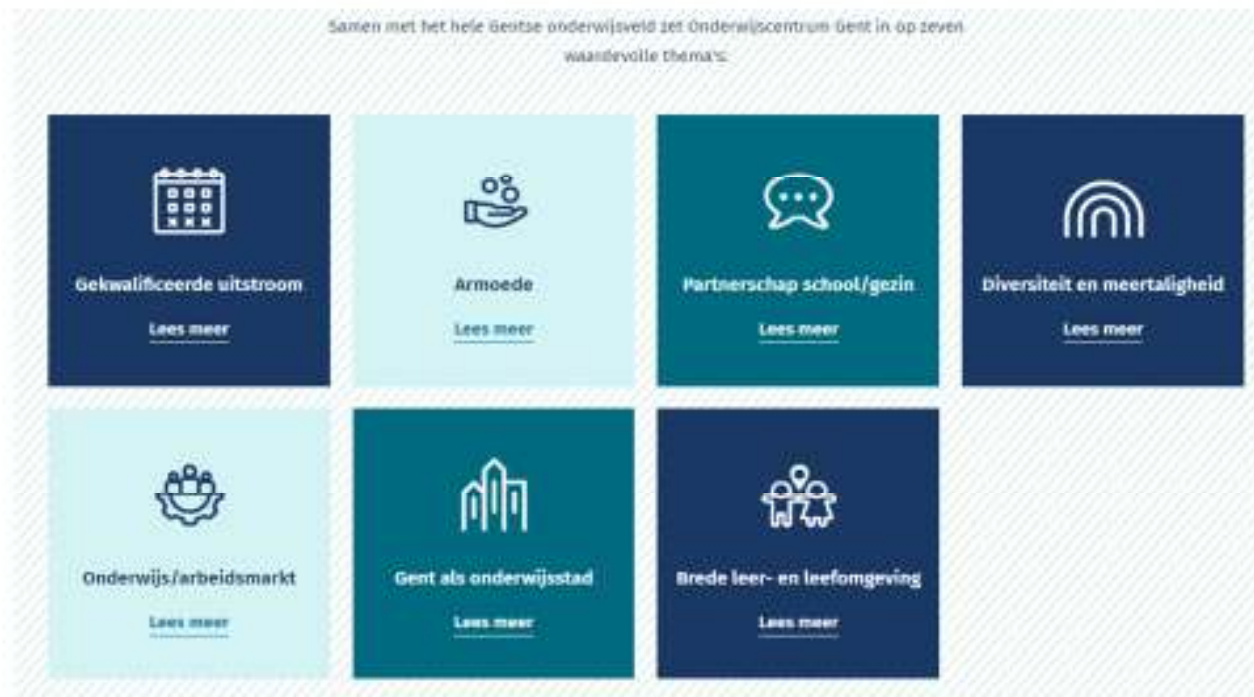 Samen met het hele Gentse onderwijsveld zet Onderwijscentrum Gent in op zeven
waardevolle thema's:
Gekwalificeerde uitstroom
Lees meer
Armoede
Lees meer
Partnerschap school/gezin
Lees meer
Diversiteit en meertaligheid
Lees meer
Onderwijs/arbeidsmarkt
Lees meer
Gent als onderwijsstad
Lees meer
Brede leer- en leefomgeving
Lees meer